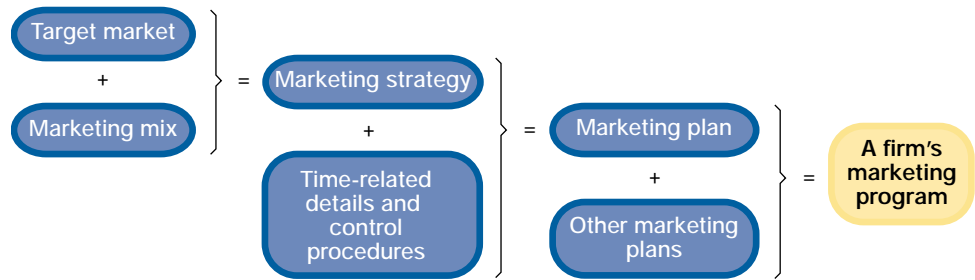 Target market
+
Marketing mix
=
Marketing strategy
+
Time-related
details and
control
procedures
=
Marketing plan
+
Other marketing
plans
=
A firm's
marketing
program